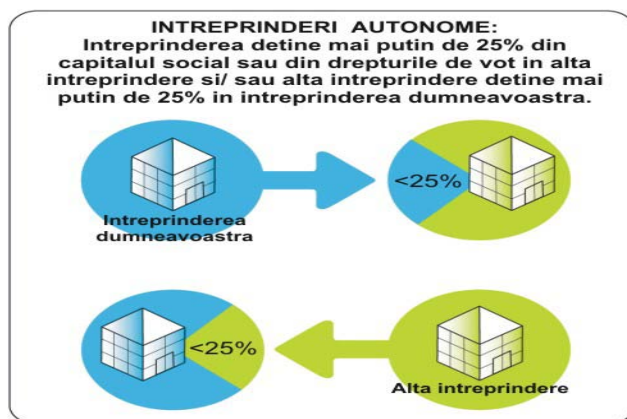 INTREPRINDERI AUTONOME:
Intreprinderea detine mai putin de 25% din
capitalul social sau din drepturile de vot in alta
intreprindere si/ sau alta intreprindere detine mai
putin de 25% in intreprinderea dumneavoastra.
<25%
Intreprinderea
dumneavoastra
<25%
Alta intreprindere